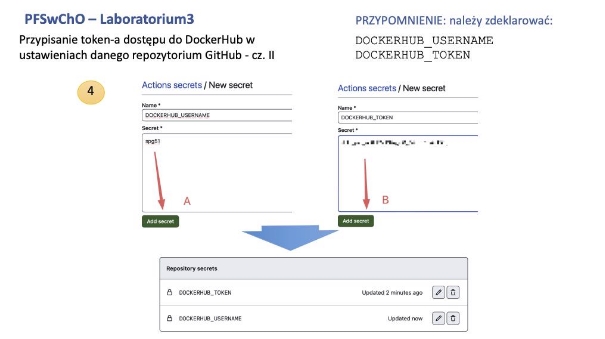 PFSwChO – Laboratorium3
Przypisanie token-a dostępu do DockerHub w
ustawieniach danego repozytorium GitHub - cz. II
PRZYPOMNIENIE: należy zdeklarować:
DOCKERHUB_USERNAME
DOCKERHUB_TOKEN
4
Actions secrets / New secret
Name *
DOCKERHUB_USERNAME
Secret *
spg51
A
Add secret
Actions secrets / New secret
Name *
DOCKERHUB_TOKEN
Secret *
B
Add secret
Repository secrets
DOCKERHUB_TOKEN
Updated 2 minutes ago
DOCKERHUB_USERNAME
Updated now